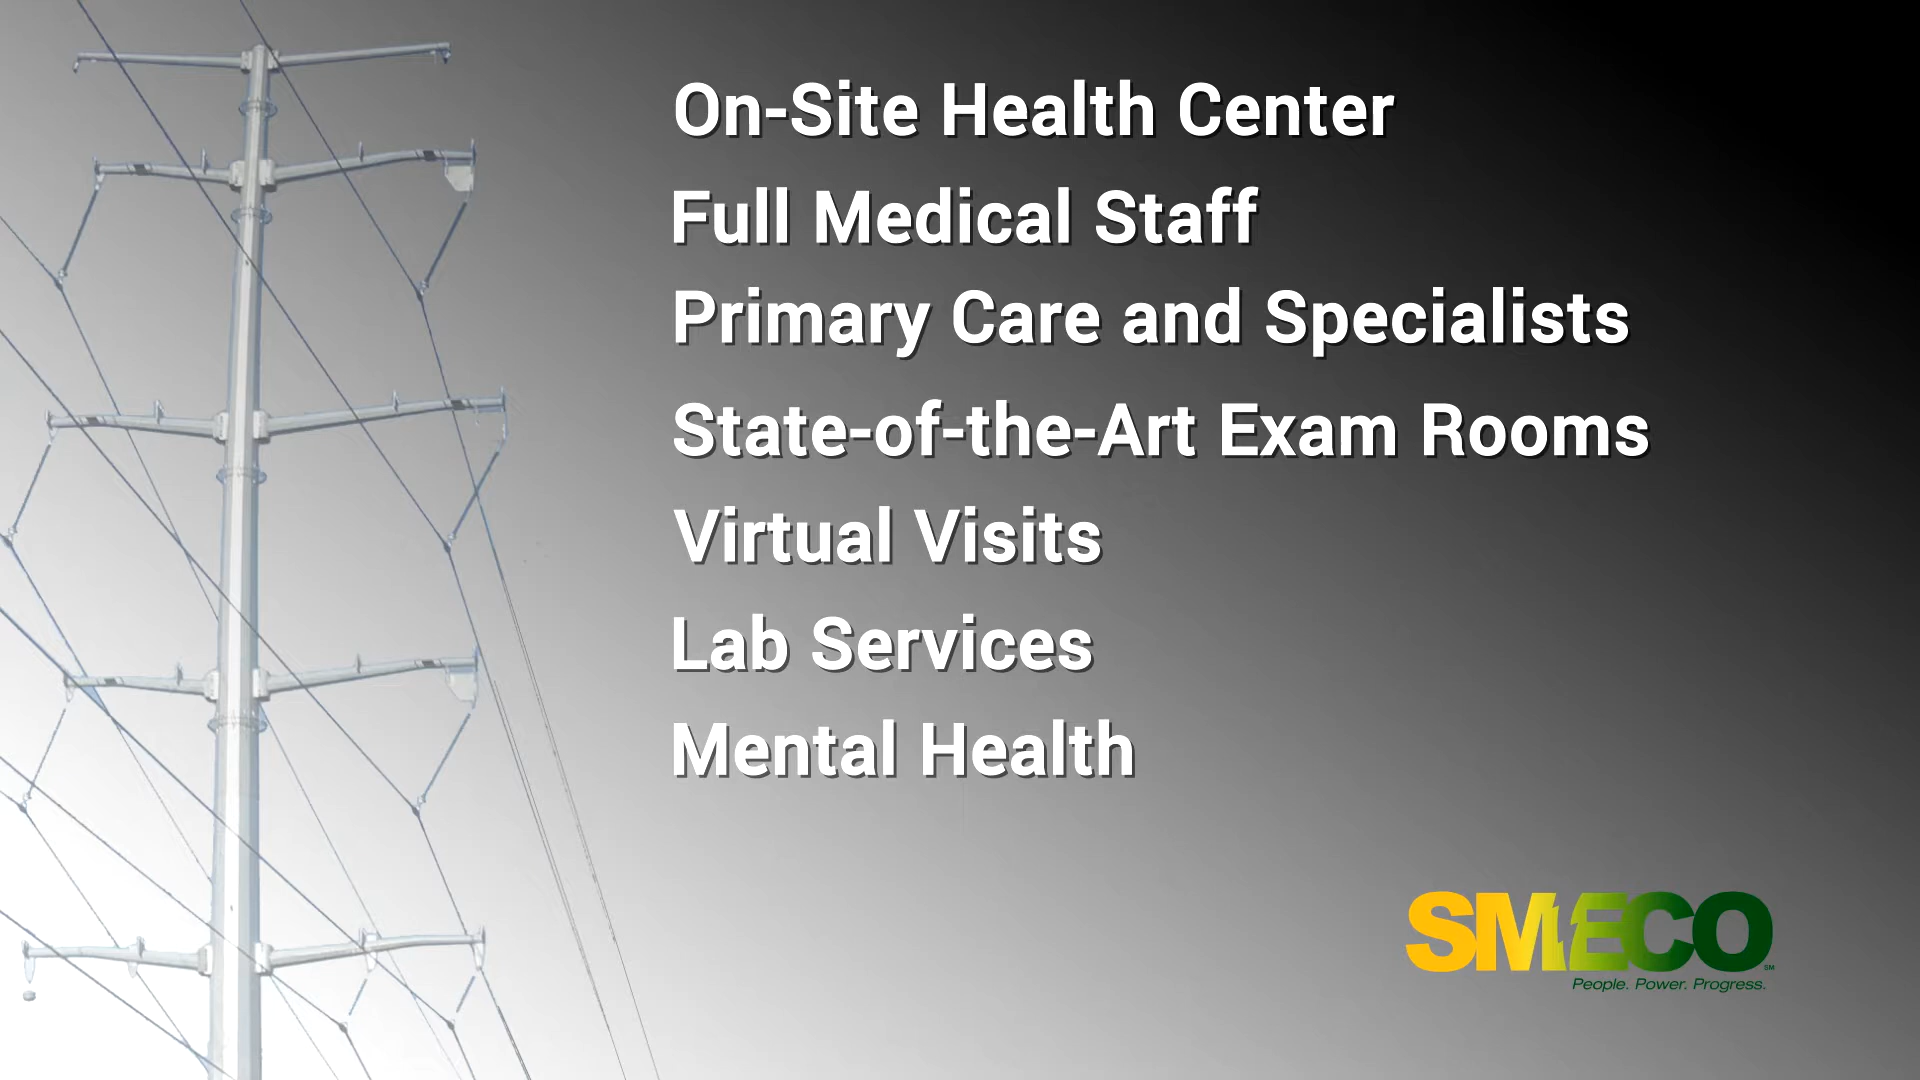 On-Site Health Center
Full Medical Staff
Primary Care and Specialists
State-of-the-Art Exam Rooms
Virtual Visits
Lab Services
Mental Health
SMECO SM
People. Power. Progress.